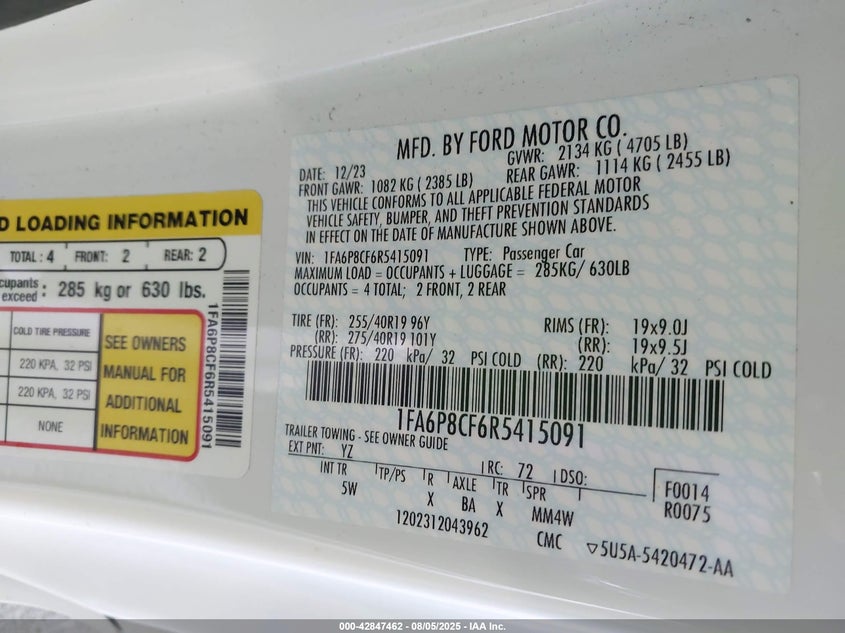 D LOADING INFORMATION
TOTAL: 4 FRONT: 2 REAR: 2
cupants exceed: 285 kg or 630 lbs.
COLD TIRE PRESSURE
220 KPA, 32 PSI
220 KPA, 32 PSI
NONE
SEE OWNERS
MANUAL FOR
ADDITIONAL
INFORMATION
1FA6P8CF6R5415091
MFD. BY FORD MOTOR CO.
DATE: 12/23 GVWR: 2134 KG ( 4705 LB)
FRONT GAWR: 1082 KG ( 2385 LB) REAR GAWR: 1114 KG ( 2455 LB)
THIS VEHICLE CONFORMS TO ALL APPLICABLE FEDERAL MOTOR
VEHICLE SAFETY, BUMPER, AND THEFT PREVENTION STANDARDS
IN EFFECT ON THE DATE OF MANUFACTURE SHOWN ABOVE.
VIN: 1FA6P8CF6R5415091 TYPE: Passenger Car
MAXIMUM LOAD = OCCUPANTS + LUGGAGE = 285KG/ 630LB
OCCUPANTS = 4 TOTAL; 2 FRONT, 2 REAR
TIRE (FR): 255/40R19 96Y RIMS (FR): 19x9.0J
(RR): 275/40R19 101Y (RR): 19x9.5J
PRESSURE (FR): 220 kPa/ 32 PSI COLD (RR): 220 kPa/ 32 PSI COLD
1FA6P8CF6R5415091
TRAILER TOWING - SEE OWNER GUIDE
EXT PNT: YZ RC: 72 DSO:
INT TR TP/PS R AXLE TR SPR
5W X BA X MM4W
F0014
R0075
1202312043962 CMC ▽5U5A-5420472-AA
000-42847462 - 08/05/2025 - IAA Inc.